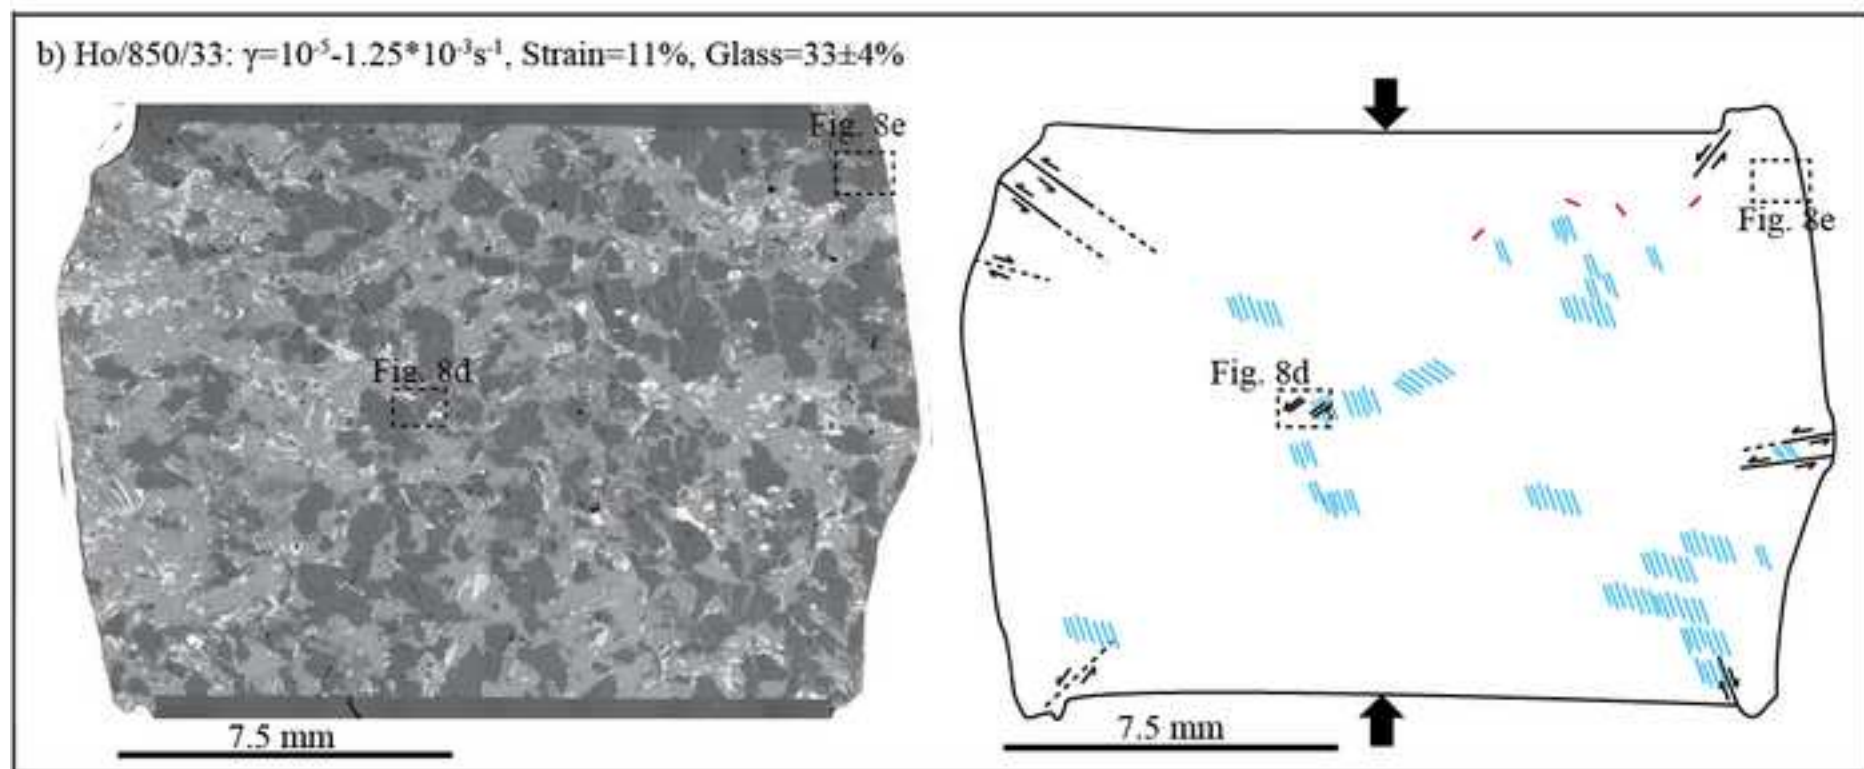 b) Ho/850/33: γ=10⁻⁵-1.25*10⁻³s⁻¹, Strain=11%, Glass=33±4%
Fig. 8e
Fig. 8e
Fig. 8d
Fig. 8d
7.5 mm
7.5 mm